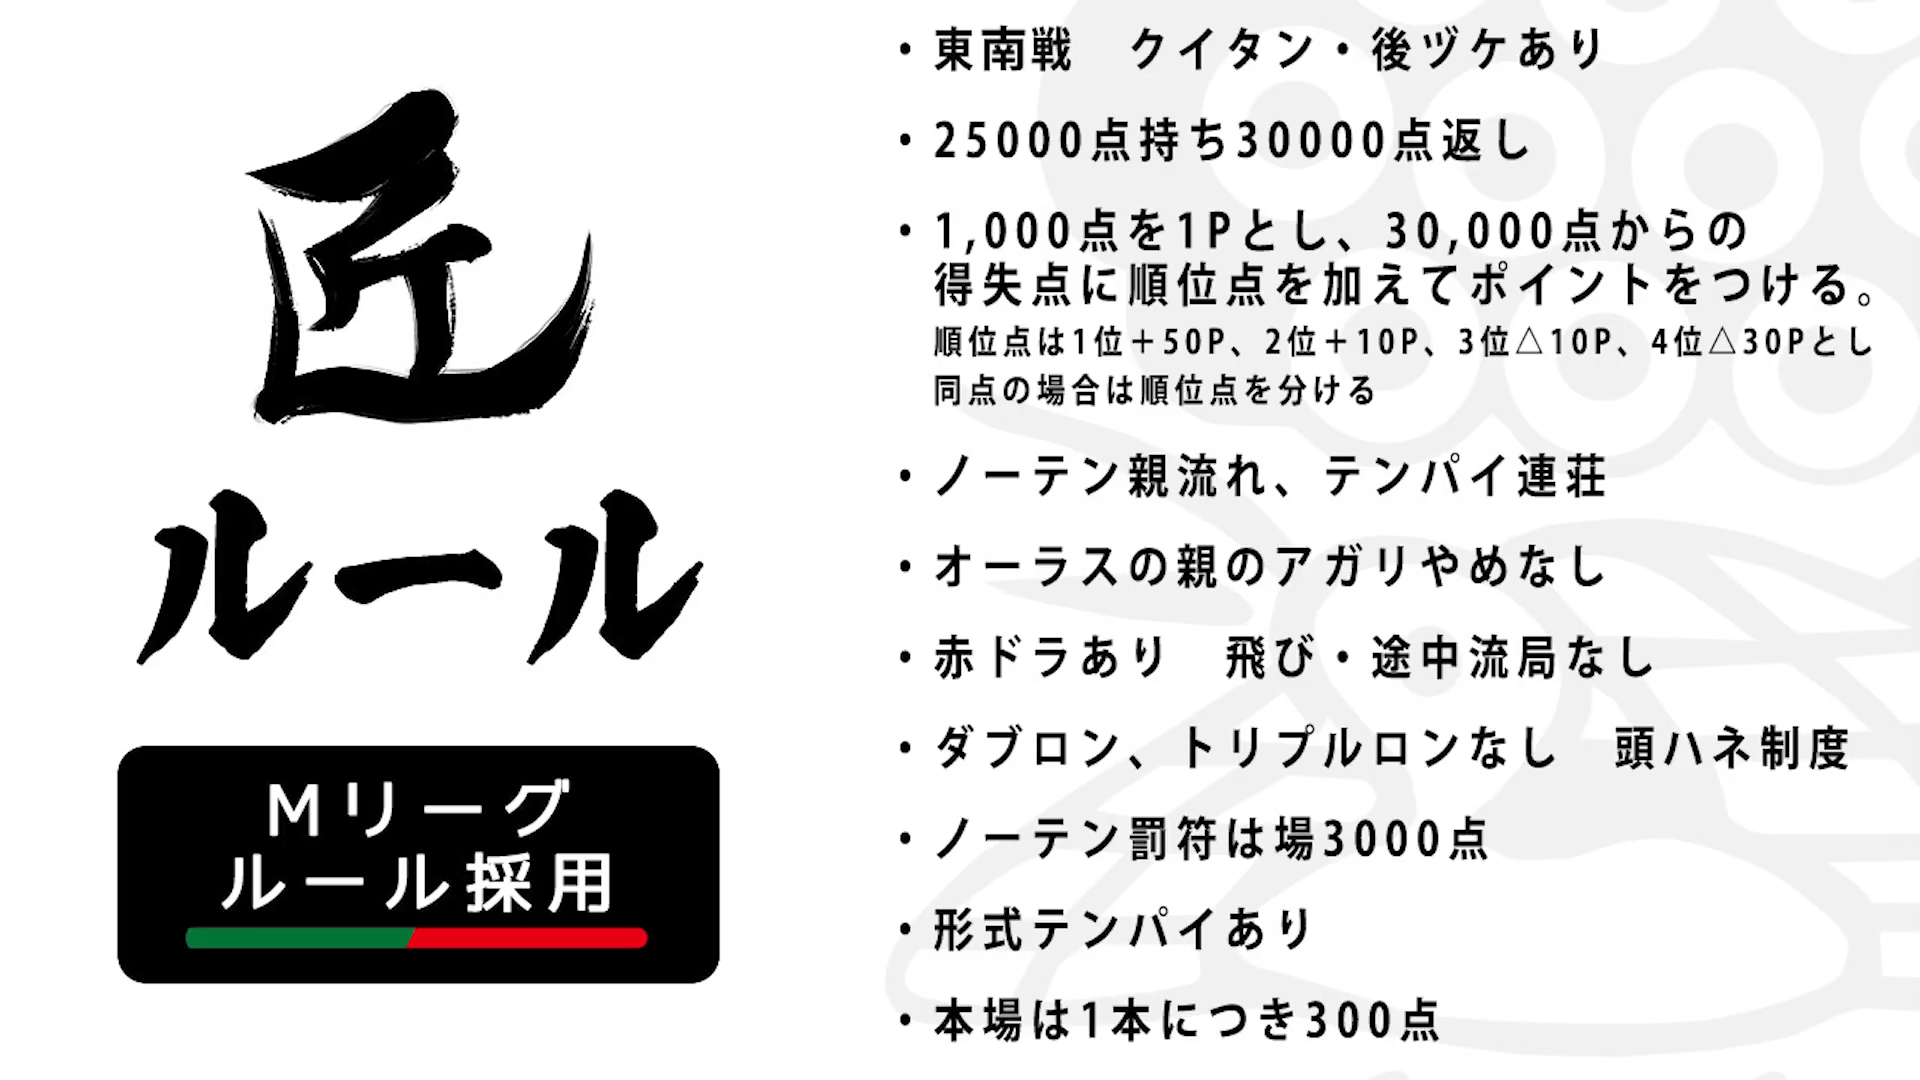 匠
ルール
Mリーグ
ルール採用
・東南戦　クイタン・後ヅケあり
・25000点持ち30000点返し
・1,000点を1Pとし、30,000点からの
得失点に順位点を加えてポイントをつける。
順位点は1位＋50P、2位＋10P、3位△10P、4位△30Pとし
同点の場合は順位点を分ける
・ノーテン親流れ、テンパイ連荘
・オーラスの親のアガリやめなし
・赤ドラあり　飛び・途中流局なし
・ダブロン、トリプルロンなし　頭ハネ制度
・ノーテン罰符は場3000点
・形式テンパイあり
・本場は1本につき300点